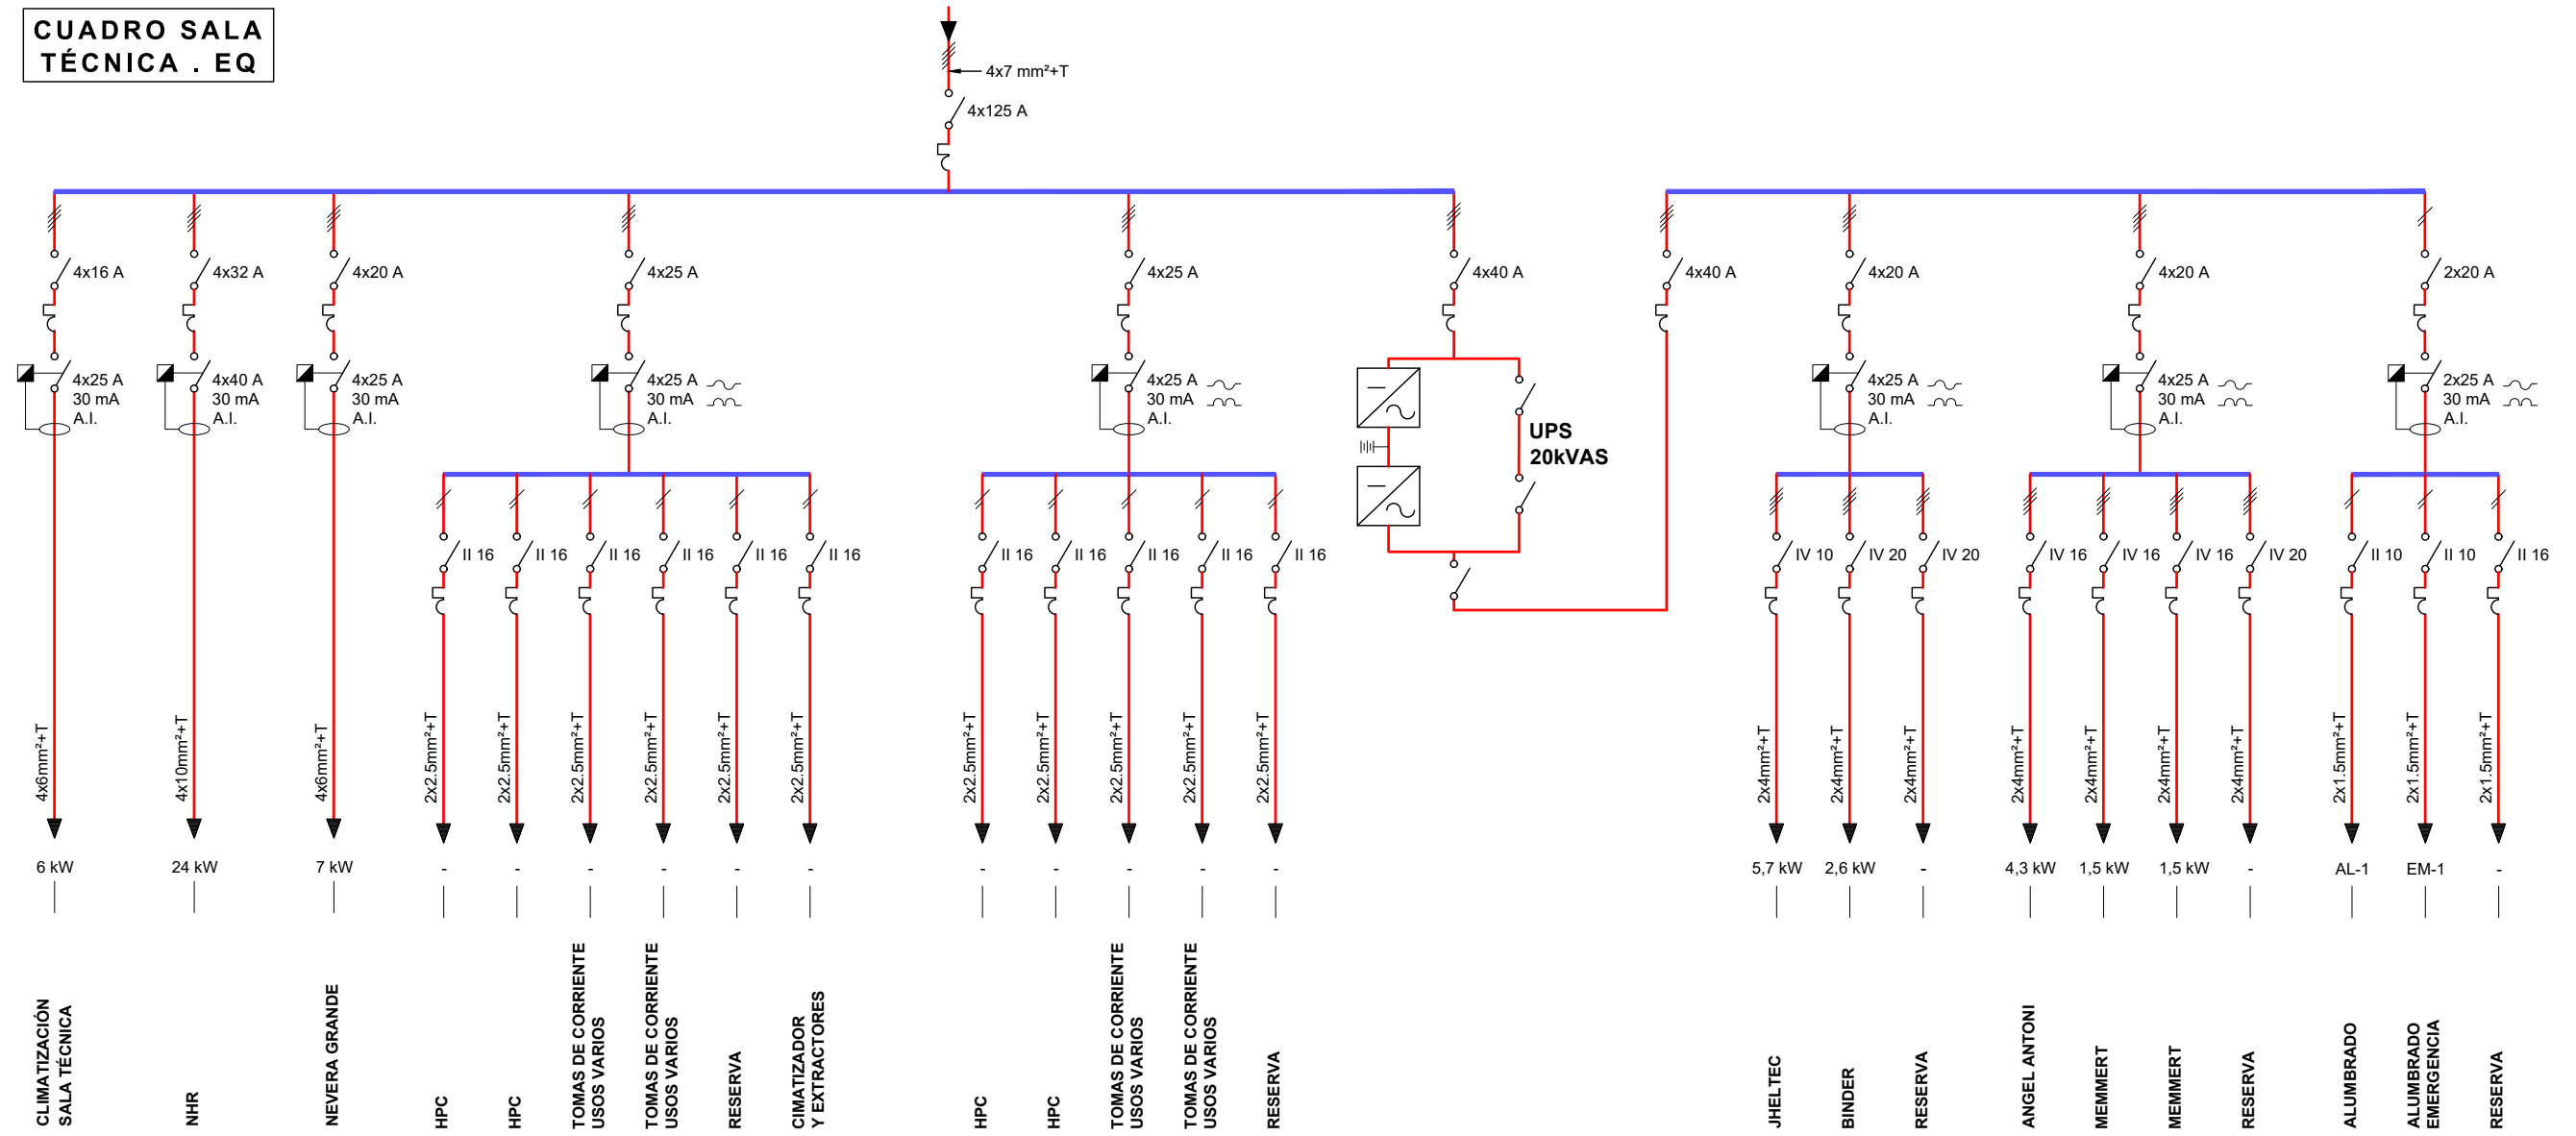 CUADRO SALA
TÉCNICA . EQ
4x7 mm²+T
4x125 A
4x16 A
4x32 A
4x20 A
4x25 A
4x25 A
4x40 A
4x40 A
4x20 A
4x20 A
2x20 A
4x25 A
30 mA
A.I.
4x40 A
30 mA
A.I.
4x25 A
30 mA
A.I.
4x25 A
30 mA
A.I.
4x25 A
30 mA
A.I.
UPS
20kVAS
4x25 A
30 mA
A.I.
4x25 A
30 mA
A.I.
2x25 A
30 mA
A.I.
II 16
II 16
II 16
II 16
II 16
II 16
II 16
II 16
II 16
II 16
II 16
IV 10
IV 20
IV 20
IV 16
IV 16
IV 16
IV 20
II 10
II 10
II 16
4x6mm²+T
4x10mm²+T
4x6mm²+T
2x2.5mm²+T
2x2.5mm²+T
2x2.5mm²+T
2x2.5mm²+T
2x2.5mm²+T
2x2.5mm²+T
2x2.5mm²+T
2x2.5mm²+T
2x2.5mm²+T
2x2.5mm²+T
2x2.5mm²+T
2x4mm²+T
2x4mm²+T
2x4mm²+T
2x4mm²+T
2x4mm²+T
2x4mm²+T
2x4mm²+T
2x1.5mm²+T
2x1.5mm²+T
2x1.5mm²+T
6 kW
24 kW
7 kW
-
-
-
-
-
-
-
-
-
-
-
5,7 kW
2,6 kW
-
4,3 kW
1,5 kW
1,5 kW
-
AL-1
EM-1
-
CLIMATIZACIÓN
SALA TÉCNICA
NHR
NEVERA GRANDE
HPC
HPC
TOMAS DE CORRIENTE
USOS VARIOS
TOMAS DE CORRIENTE
USOS VARIOS
RESERVA
CIMATIZADOR
Y EXTRACTORES
HPC
HPC
TOMAS DE CORRIENTE
USOS VARIOS
TOMAS DE CORRIENTE
USOS VARIOS
RESERVA
JHELTEC
BINDER
RESERVA
ANGEL ANTONI
MEMMERT
MEMMERT
RESERVA
ALUMBRADO
ALUMBRADO
EMERGENCIA
RESERVA